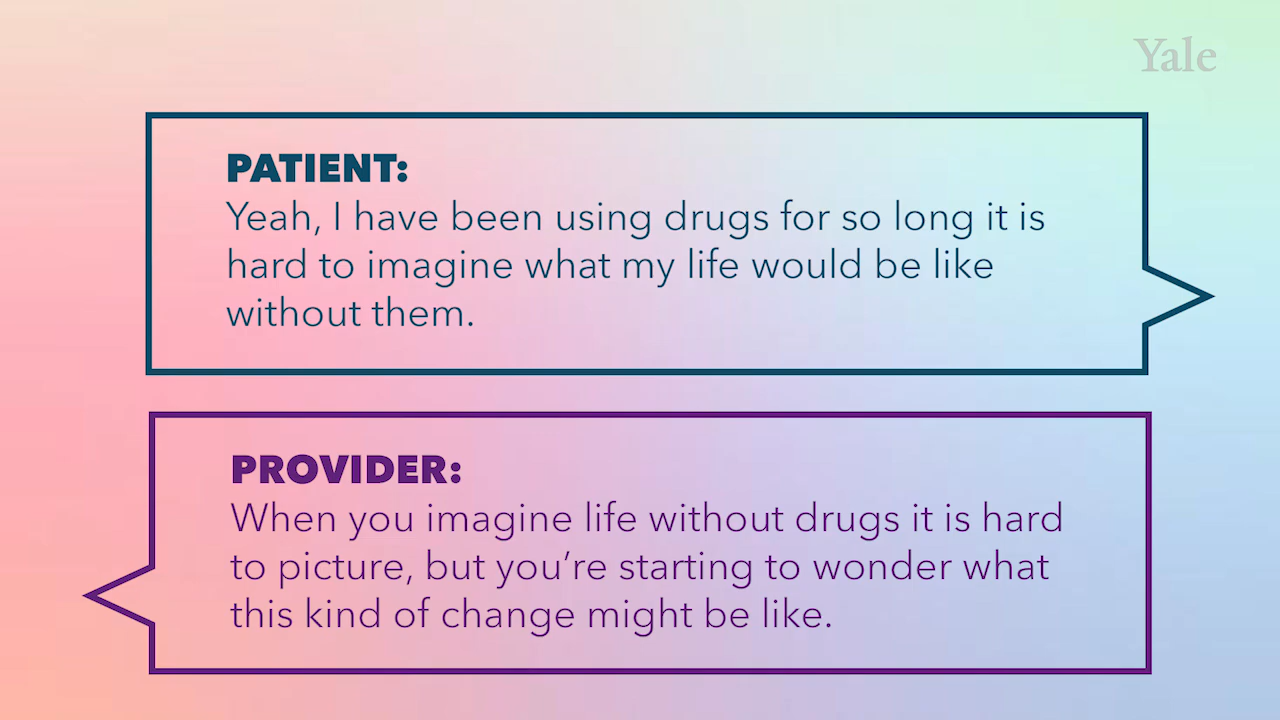 Yale
PATIENT:
Yeah, I have been using drugs for so long it is
hard to imagine what my life would be like
without them.
PROVIDER:
When you imagine life without drugs it is hard
to picture, but you’re starting to wonder what
this kind of change might be like.